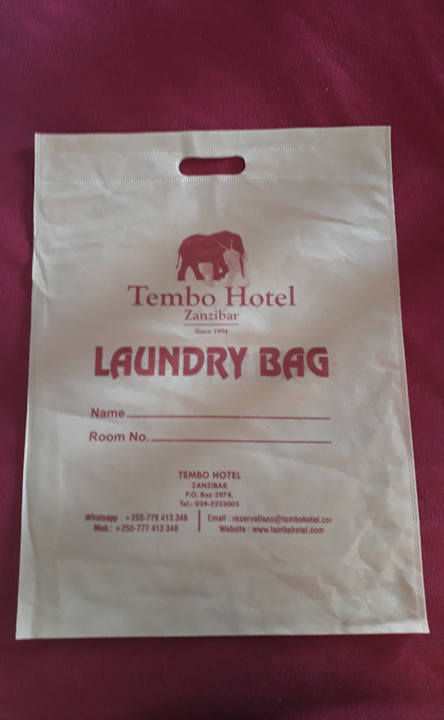 Tembo Hotel
Zanzibar
Since 1994
LAUNDRY BAG
Name
Room No.
TEMBO HOTEL
ZANZIBAR
P.O. Box 3974.
Tel.: 024-2233005
Whatsapp : +255-779 413 348 | Email : reservations@tembohotel.com
Mob.: +255-777 413 348 | Website : www.tembohotel.com